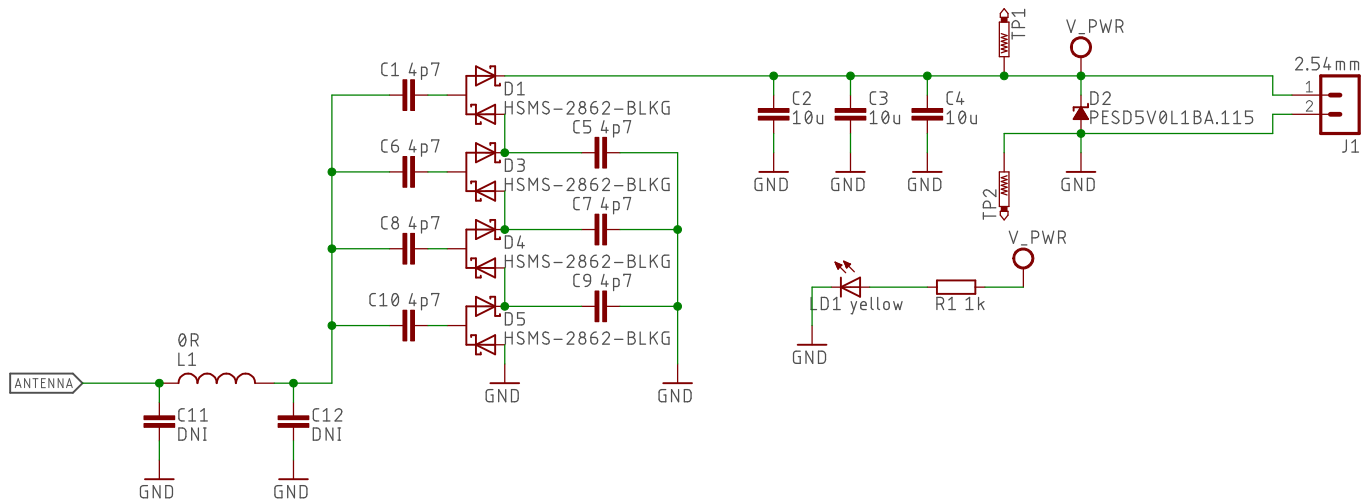 C1 4p7
D1
HSMS-2862-BLKG
C5 4p7
C6 4p7
D3
HSMS-2862-BLKG
C7 4p7
C8 4p7
D4
HSMS-2862-BLKG
C9 4p7
C10 4p7
D5
HSMS-2862-BLKG
GND
GND
ANTENNA
0R
L1
C11
DNI
GND
C12
DNI
GND
C2
10u
GND
C3
10u
GND
C4
10u
GND
TP1
V_PWR
D2
PESD5V0L1BA.115
GND
TP2
2.54mm
1
2
J1
V_PWR
LD1 yellow
R1 1k
GND